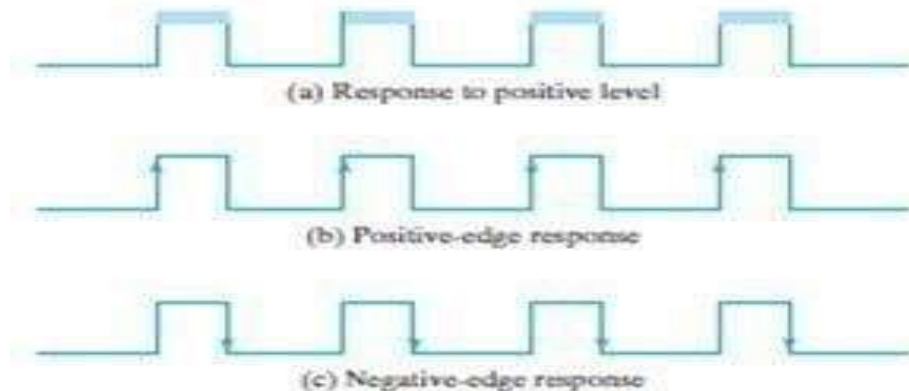 (a) Response to positive level
(b) Positive-edge response
(c) Negative-edge response